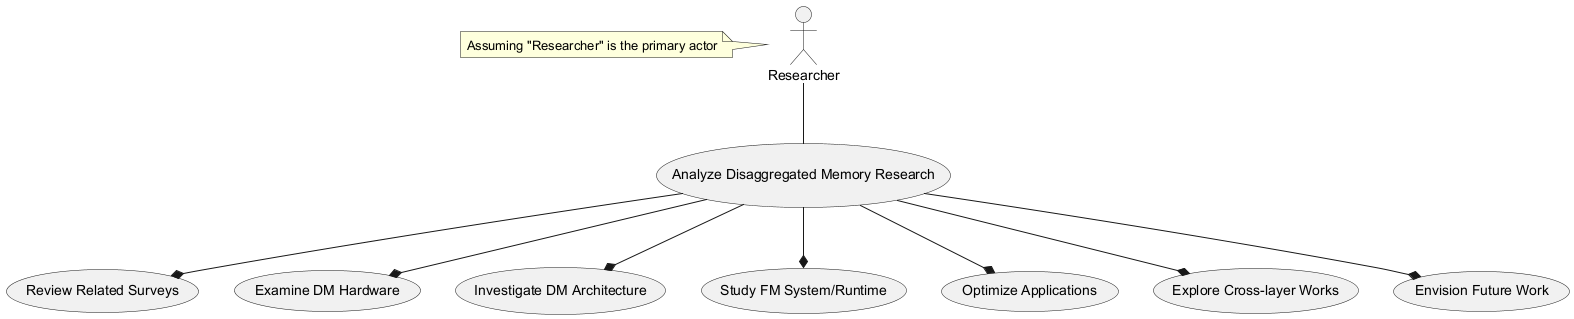 Assuming "Researcher" is the primary actor
Researcher
Analyze Disaggregated Memory Research
Review Related Surveys
Examine DM Hardware
Investigate DM Architecture
Study FM System/Runtime
Optimize Applications
Explore Cross-layer Works
Envision Future Work